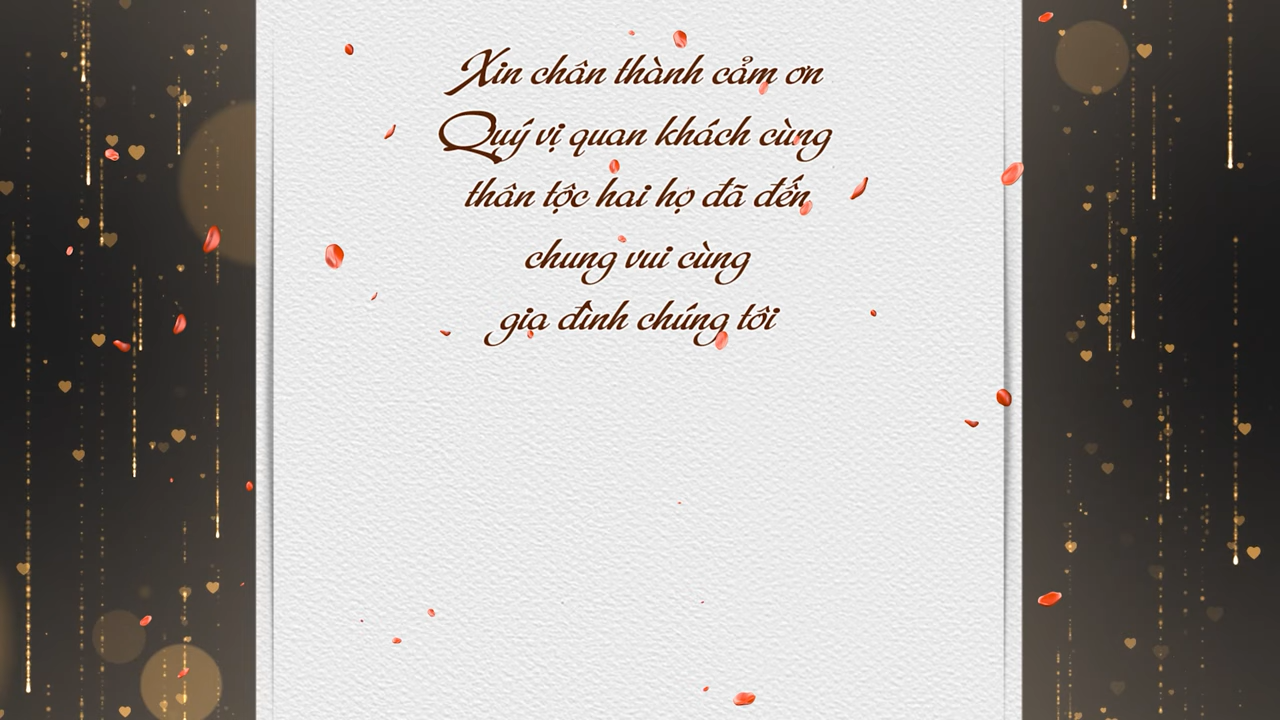 Xin chân thành cảm ơn
Quý vị quan khách cùng
thân tộc hai họ đã đến
chung vui cùng
gia đình chúng tôi